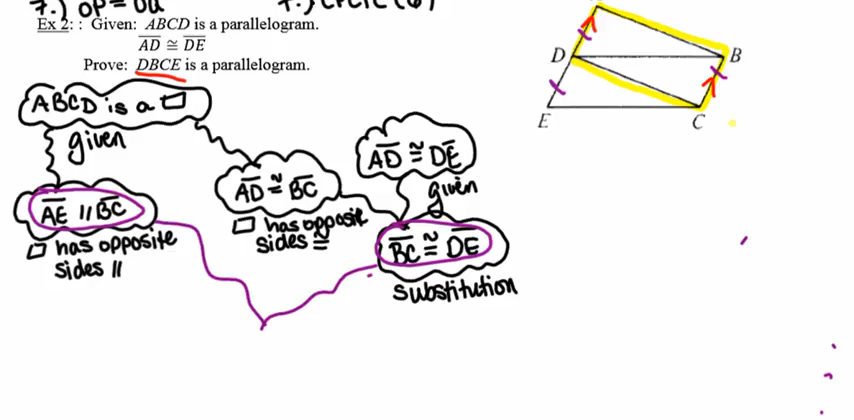 7.) OP = OQ
7.) CPCTC (6)
Ex 2: : Given: ABCD is a parallelogram.
AD ≅ DE
Prove: DBCE is a parallelogram.
D
B
E
C
ABCD is a ▱
given
AD ≅ DE
given
AD ≅ BC
▱ has opposite
sides ≅
AE // BC
▱ has opposite
sides //
BC ≅ DE
substitution